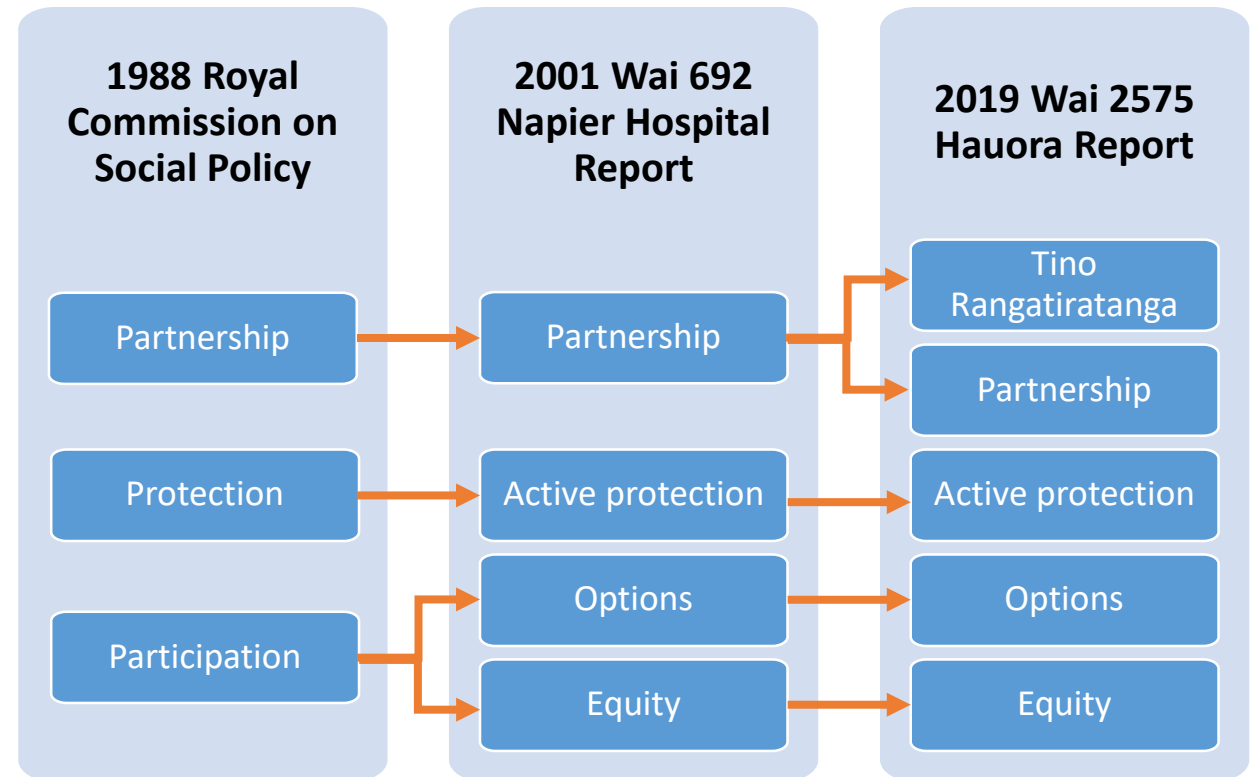 1988 Royal
Commission on
Social Policy
Partnership
Protection
Participation
2001 Wai 692
Napier Hospital
Report
Partnership
Active protection
Options
Equity
2019 Wai 2575
Hauora Report
Tino
Rangatiratanga
Partnership
Active protection
Options
Equity